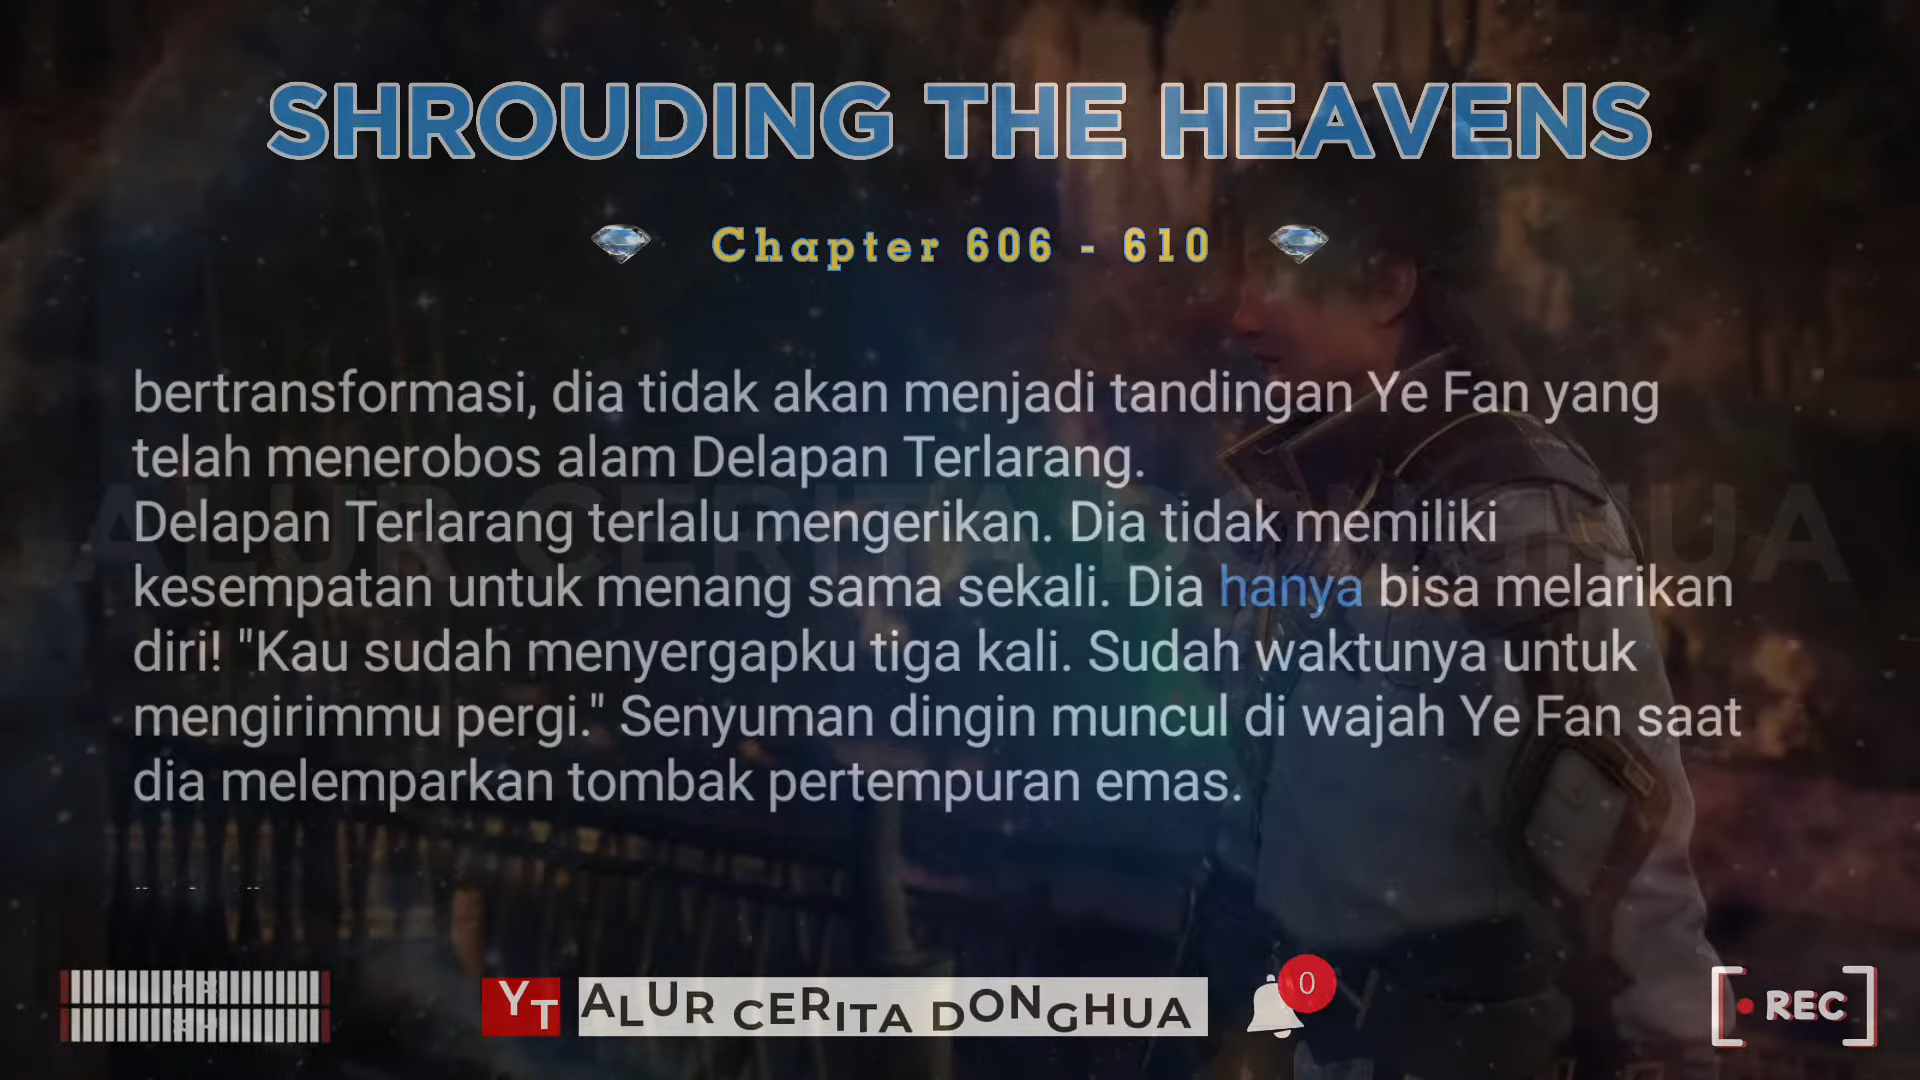 SHROUDING THE HEAVENS
Chapter 606 - 610
bertransformasi, dia tidak akan menjadi tandingan Ye Fan yang
telah menerobos alam Delapan Terlarang.
Delapan Terlarang terlalu mengerikan. Dia tidak memiliki
kesempatan untuk menang sama sekali. Dia hanya bisa melarikan
diri! "Kau sudah menyergapku tiga kali. Sudah waktunya untuk
mengirimmu pergi." Senyuman dingin muncul di wajah Ye Fan saat
dia melemparkan tombak pertempuran emas.
ALUR CERITA DONGHUA
YT ALUR CERITA DONGHUA
0
REC